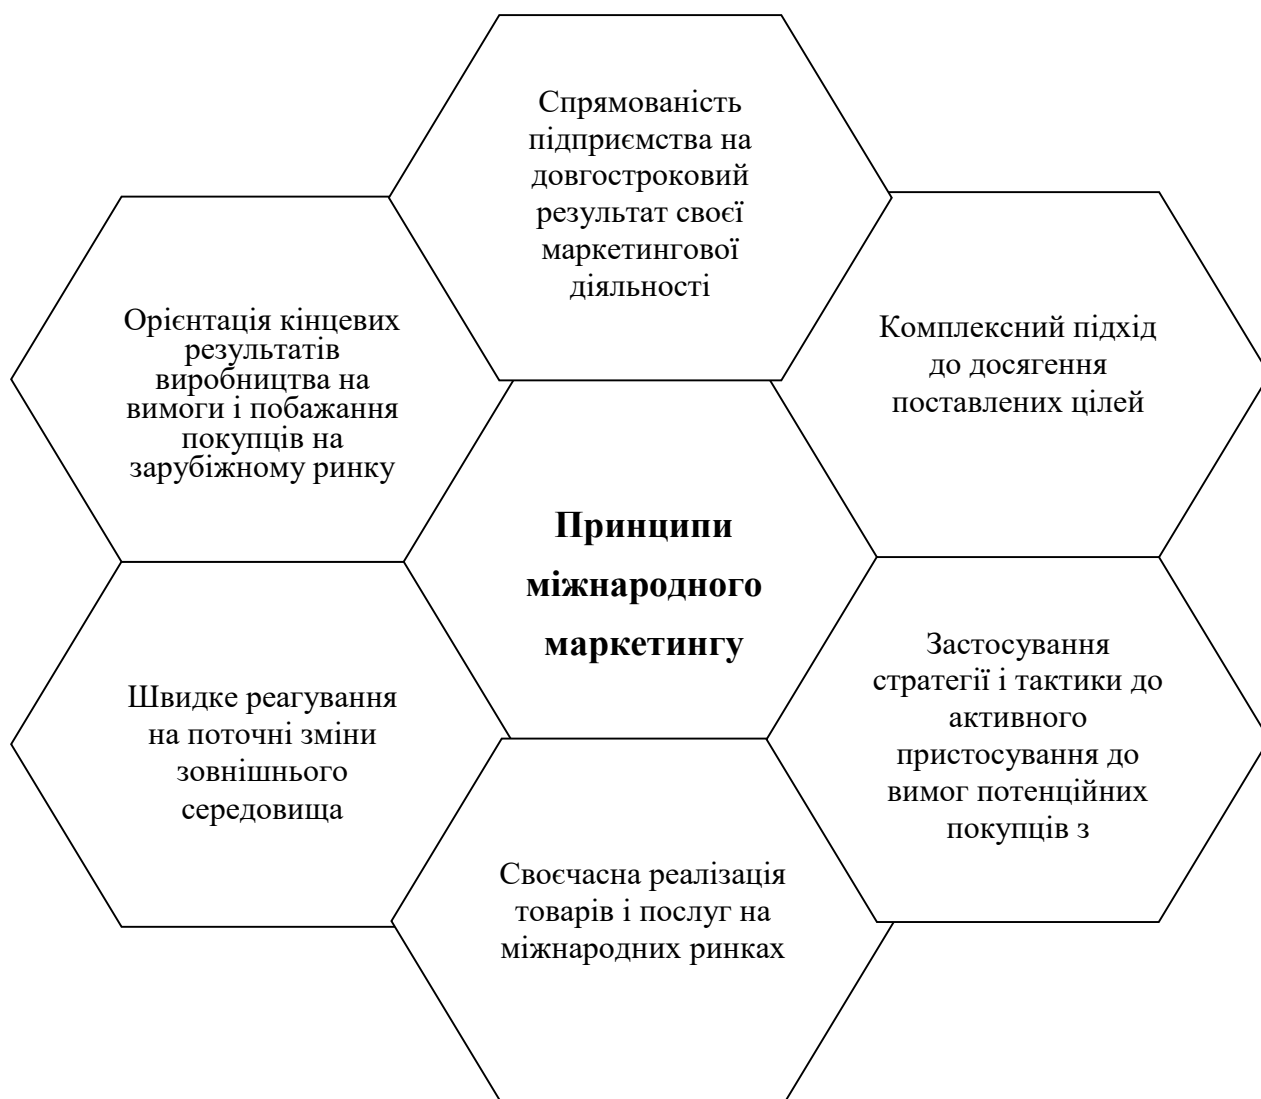 Спрямованість
підприємства на
довгостроковий
результат своєї
маркетингової
діяльності
Орієнтація кінцевих
результатів
виробництва на
вимоги і побажання
покупців на
зарубіжному ринку
Комплексний підхід
до досягення
поставлених цілей
Принципи
міжнародного
маркетингу
Швидке реагування
на поточні зміни
зовнішнього
середовища
Застосування
стратегії і тактики до
активного
пристосування до
вимог потенційних
покупців з
Своєчасна реалізація
товарів і послуг на
міжнародних ринках